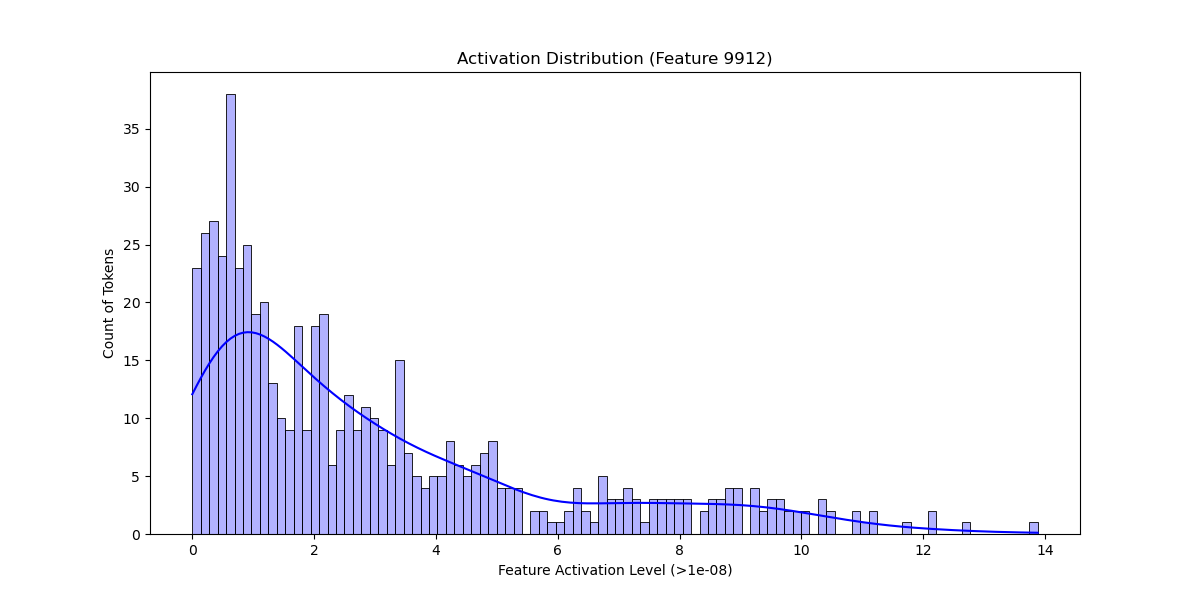 Activation Distribution (Feature 9912)
35
30
25
20
15
10
5
0
Count of Tokens
0 2 4 6 8 10 12 14
Feature Activation Level (>1e-08)